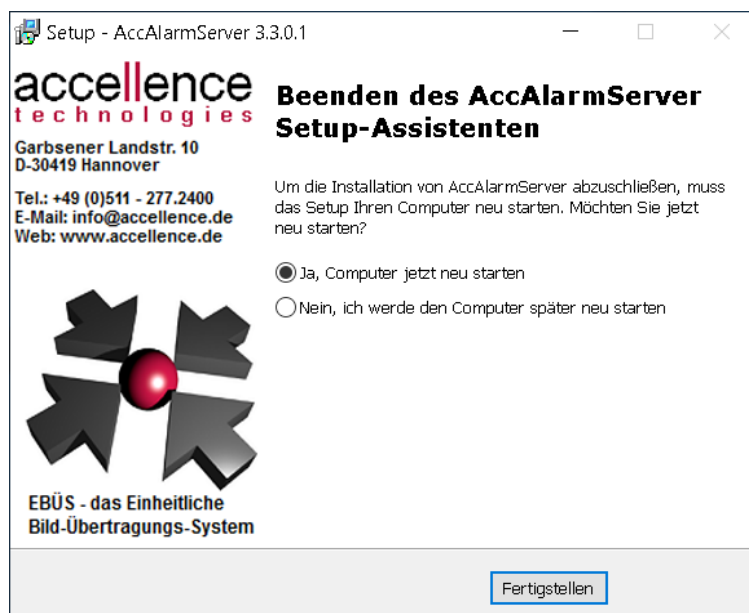 Setup - AccAlarmServer 3.3.0.1
accellence
technologies
Garbsener Landstr. 10
D-30419 Hannover
Tel.: +49 (0)511 - 277.2400
E-Mail: info@accellence.de
Web: www.accellence.de
EBÜS - das Einheitliche
Bild-Übertragungs-System
Beenden des AccAlarmServer
Setup-Assistenten
Um die Installation von AccAlarmServer abzuschließen, muss
das Setup Ihren Computer neu starten. Möchten Sie jetzt
neu starten?
Ja, Computer jetzt neu starten
Nein, ich werde den Computer später neu starten
Fertigstellen